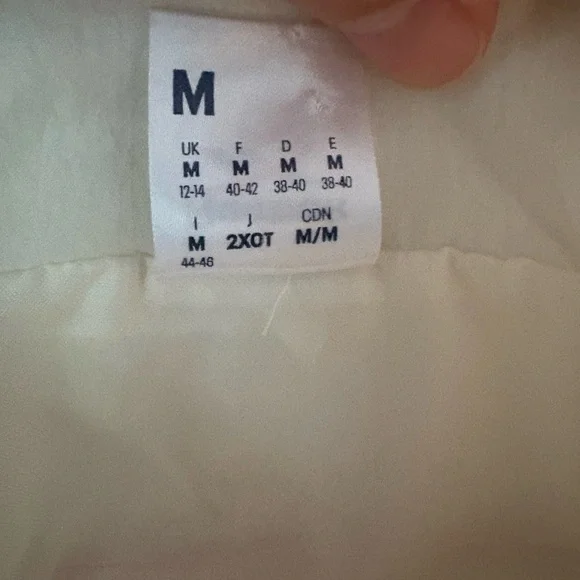 M
UK F D E
M M M M
12-14 40-42 38-40 38-40
I J CDN
M 2XOT M/M
44-46